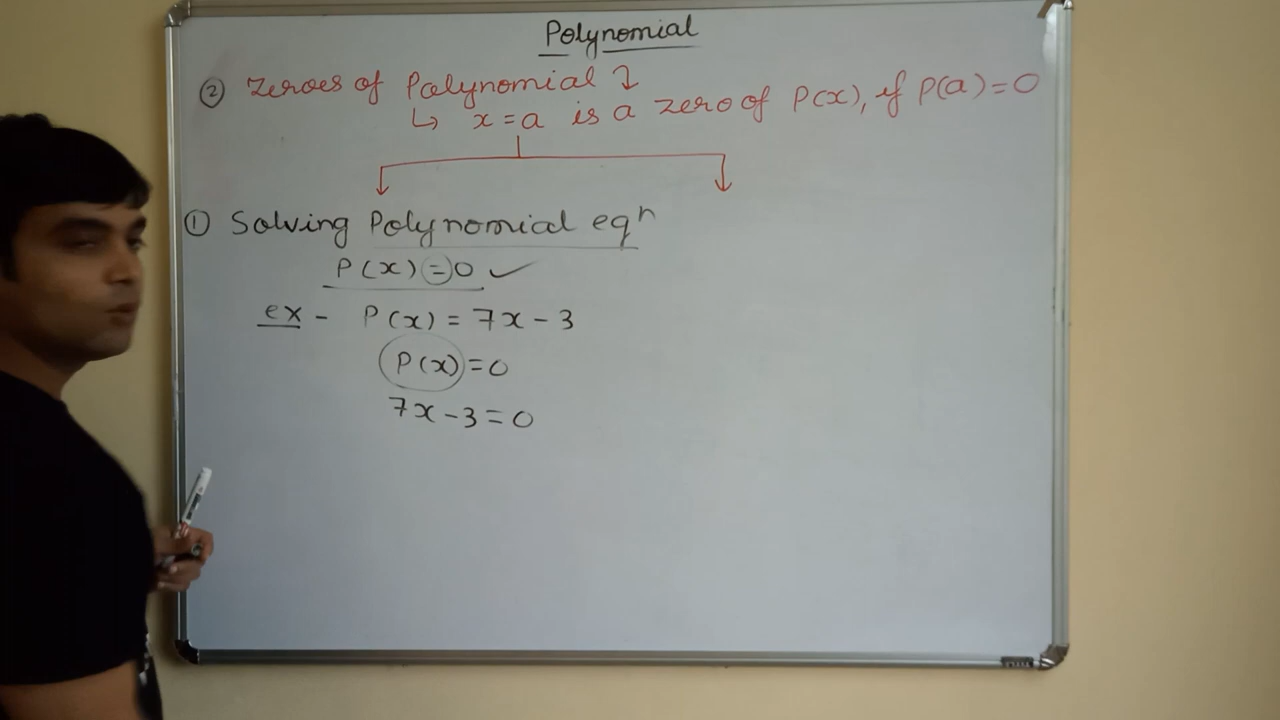 Polynomial
② Zeroes of Polynomial ↴
↳ x = a is a zero of P(x), if P(a) = 0
① Solving Polynomial eqⁿ
P(x) = 0 ✓
ex - P(x) = 7x - 3
P(x) = 0
7x - 3 = 0